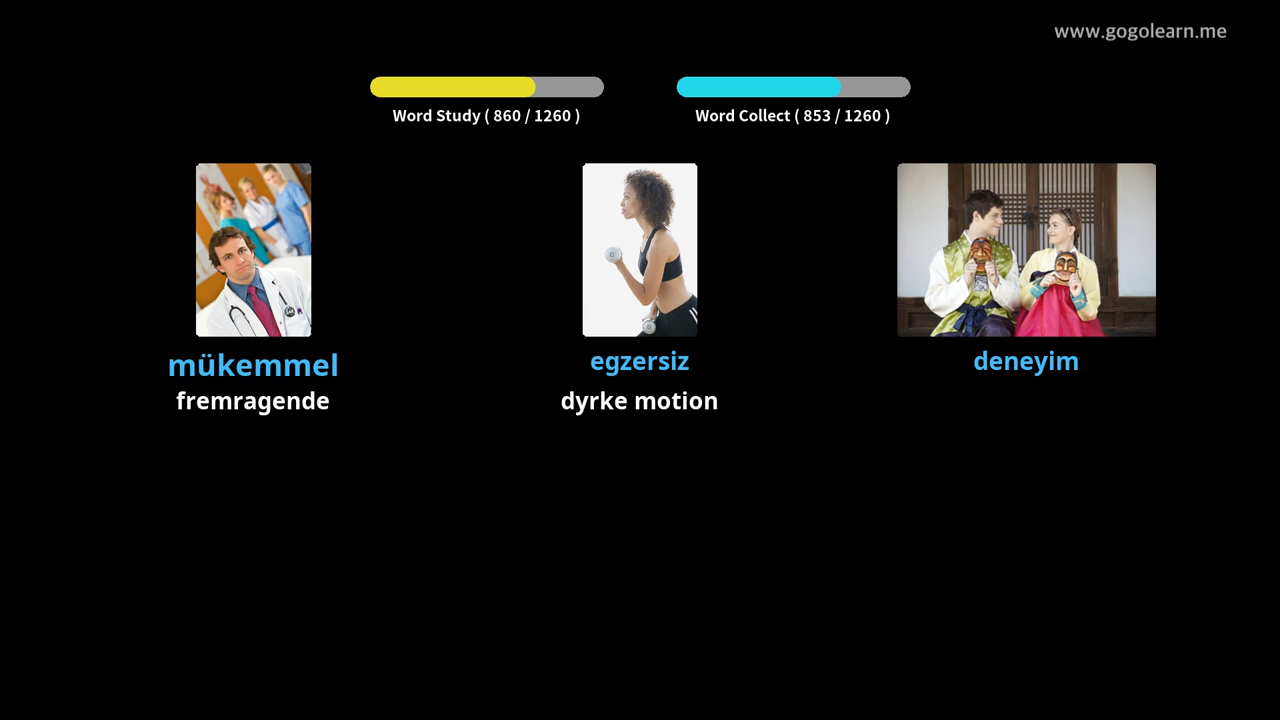 www.gogolearn.me
Word Study ( 860 / 1260 )
Word Collect ( 853 / 1260 )
mükemmel
fremragende
egzersiz
dyrke motion
deneyim